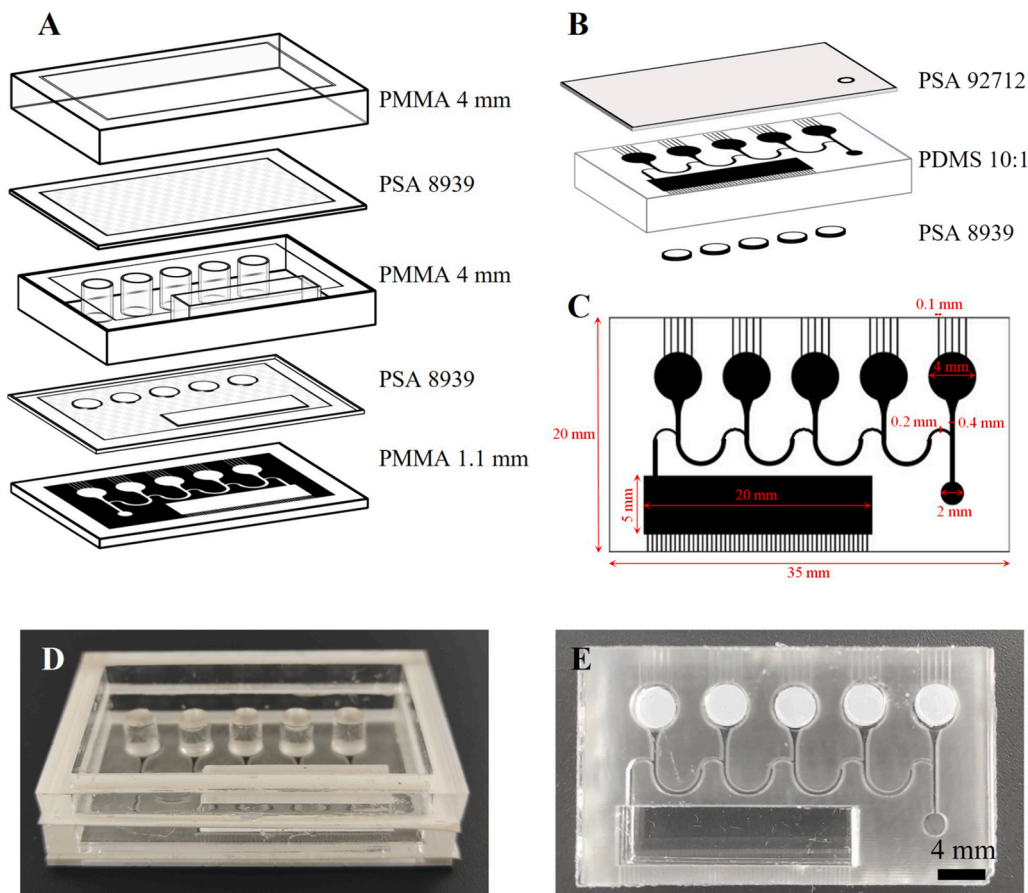 A
PMMA 4 mm
PSA 8939
PMMA 4 mm
PSA 8939
PMMA 1.1 mm
B
PSA 92712
PDMS 10:1
PSA 8939
C
0.1 mm
4 mm
0.2 mm
0.4 mm
20 mm
20 mm
5 mm
2 mm
35 mm
D
E
4 mm